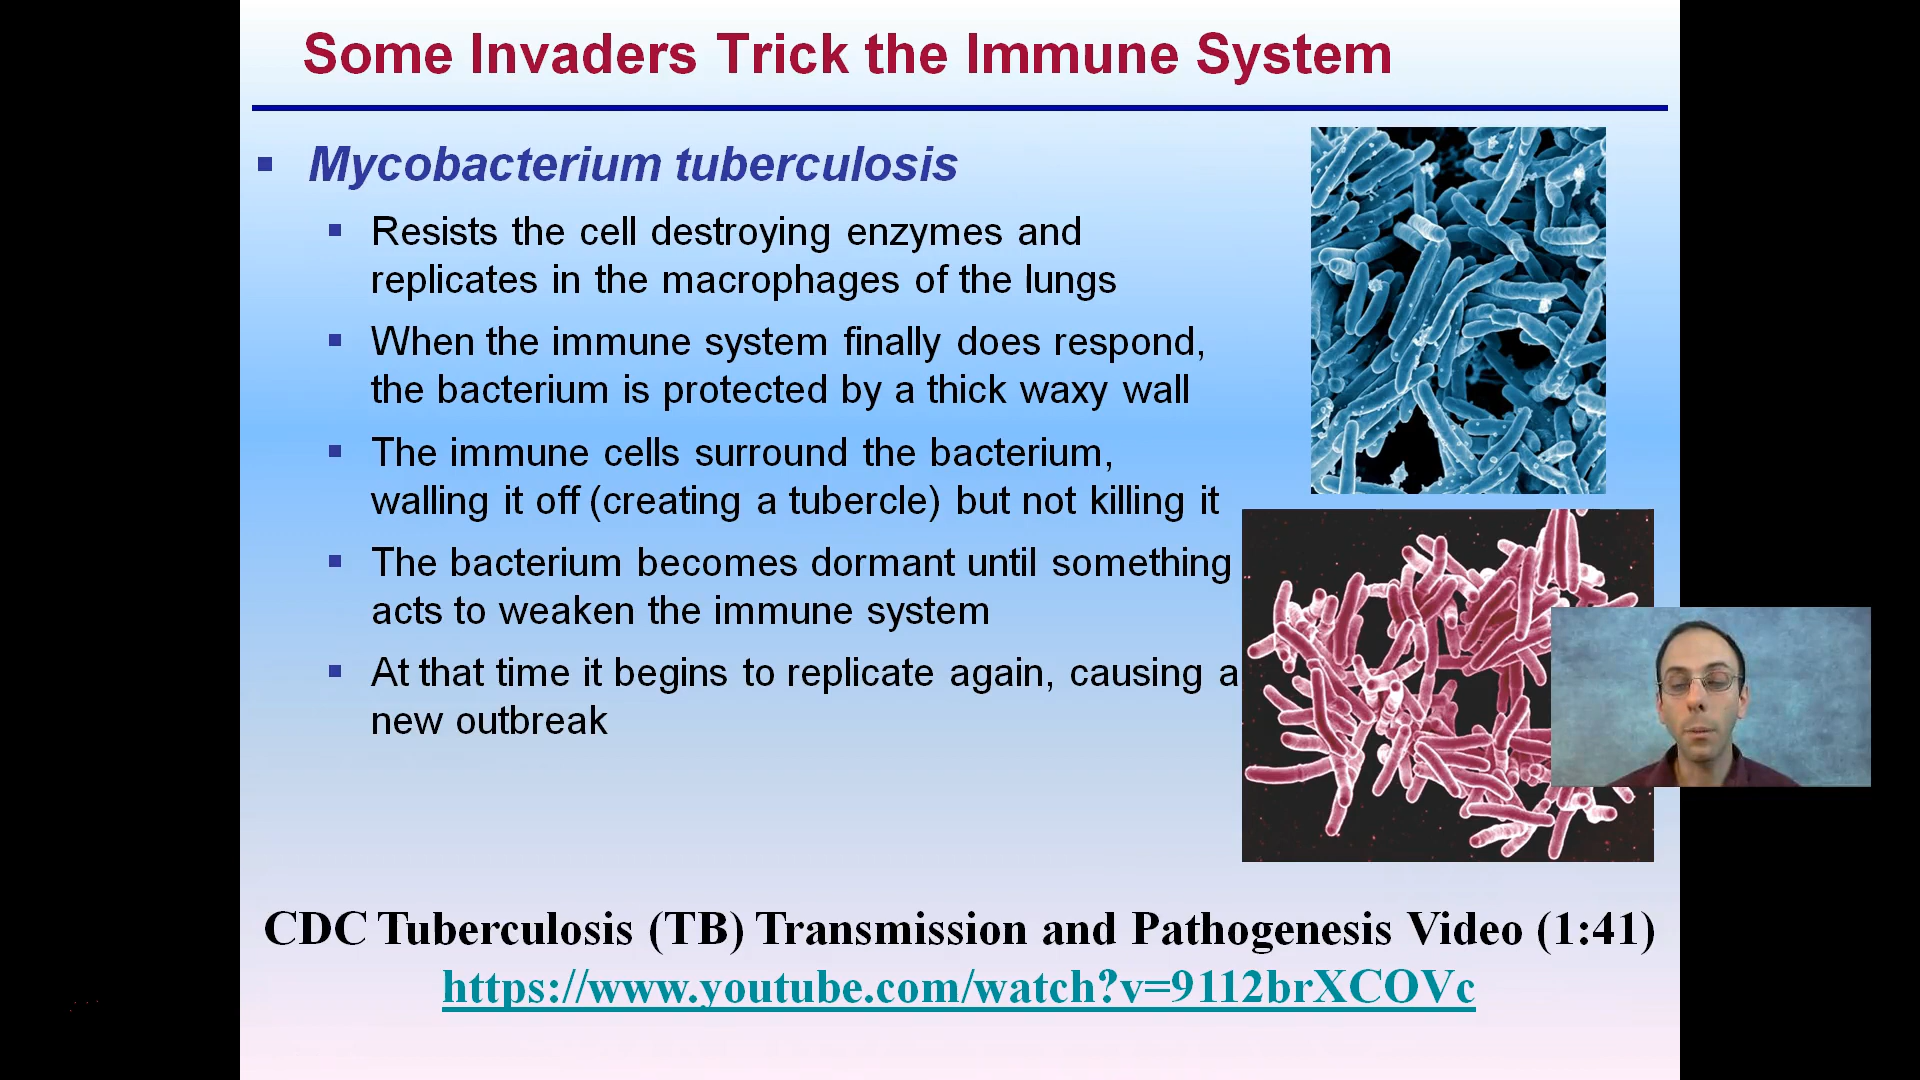 Some Invaders Trick the Immune System
Mycobacterium tuberculosis
Resists the cell destroying enzymes and
replicates in the macrophages of the lungs
When the immune system finally does respond,
the bacterium is protected by a thick waxy wall
The immune cells surround the bacterium,
walling it off (creating a tubercle) but not killing it
The bacterium becomes dormant until something
acts to weaken the immune system
At that time it begins to replicate again, causing a
new outbreak
CDC Tuberculosis (TB) Transmission and Pathogenesis Video (1:41)
https://www.youtube.com/watch?v=9112brXCOVc